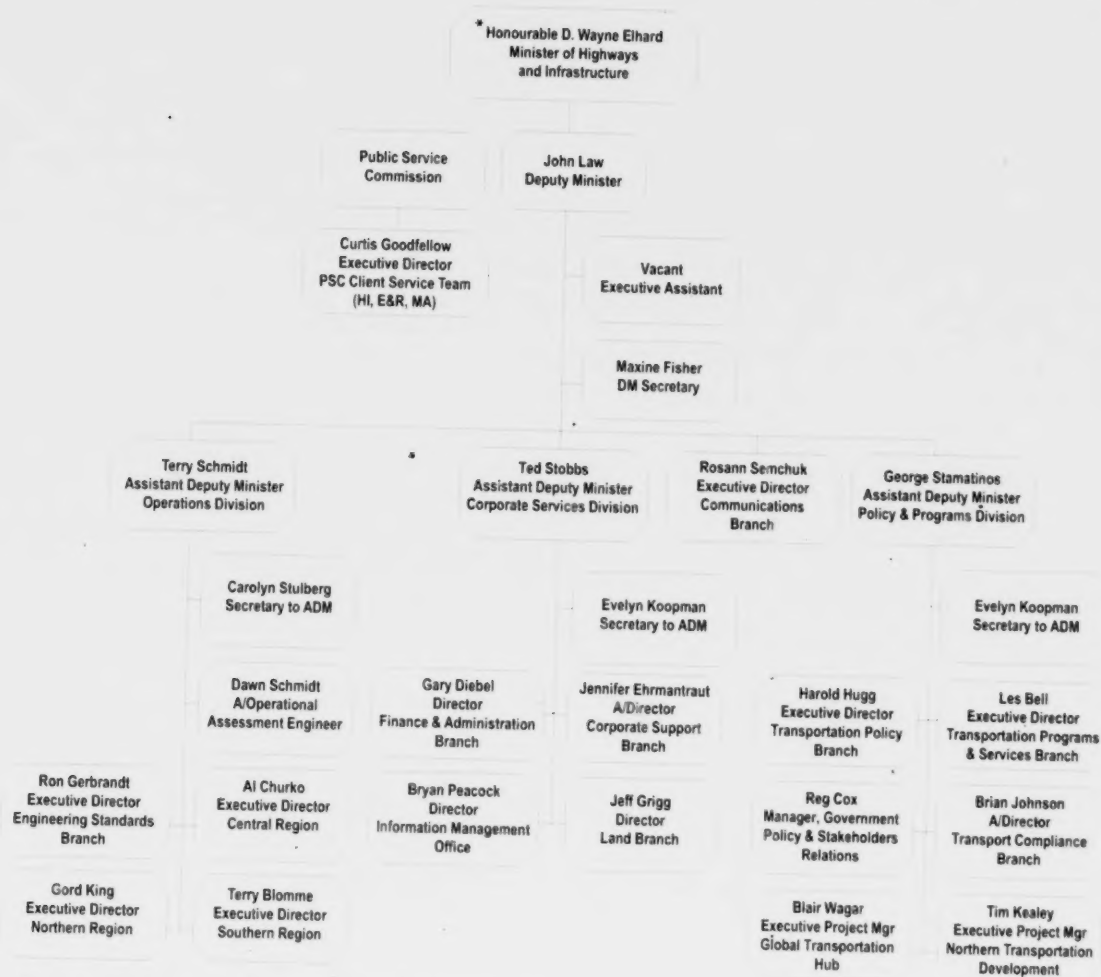 * Honourable D. Wayne Elhard
Minister of Highways
and Infrastructure
Public Service
Commission
John Law
Deputy Minister
Curtis Goodfellow
Executive Director
PSC Client Service Team
(HI, E&R, MA)
Vacant
Executive Assistant
Maxine Fisher
DM Secretary
Terry Schmidt
Assistant Deputy Minister
Operations Division
Ted Stobbs
Assistant Deputy Minister
Corporate Services Division
Rosann Semchuk
Executive Director
Communications
Branch
George Stamatinos
Assistant Deputy Minister
Policy & Programs Division
Carolyn Stulberg
Secretary to ADM
Evelyn Koopman
Secretary to ADM
Evelyn Koopman
Secretary to ADM
Dawn Schmidt
A/Operational
Assessment Engineer
Gary Diebel
Director
Finance & Administration
Branch
Jennifer Ehrmantraut
A/Director
Corporate Support
Branch
Harold Hugg
Executive Director
Transportation Policy
Branch
Les Bell
Executive Director
Transportation Programs
& Services Branch
Ron Gerbrandt
Executive Director
Engineering Standards
Branch
Al Churko
Executive Director
Central Region
Bryan Peacock
Director
Information Management
Office
Jeff Grigg
Director
Land Branch
Reg Cox
Manager, Government
Policy & Stakeholders
Relations
Brian Johnson
A/Director
Transport Compliance
Branch
Gord King
Executive Director
Northern Region
Terry Blomme
Executive Director
Southern Region
Blair Wagar
Executive Project Mgr
Global Transportation
Hub
Tim Kealey
Executive Project Mgr
Northern Transportation
Development